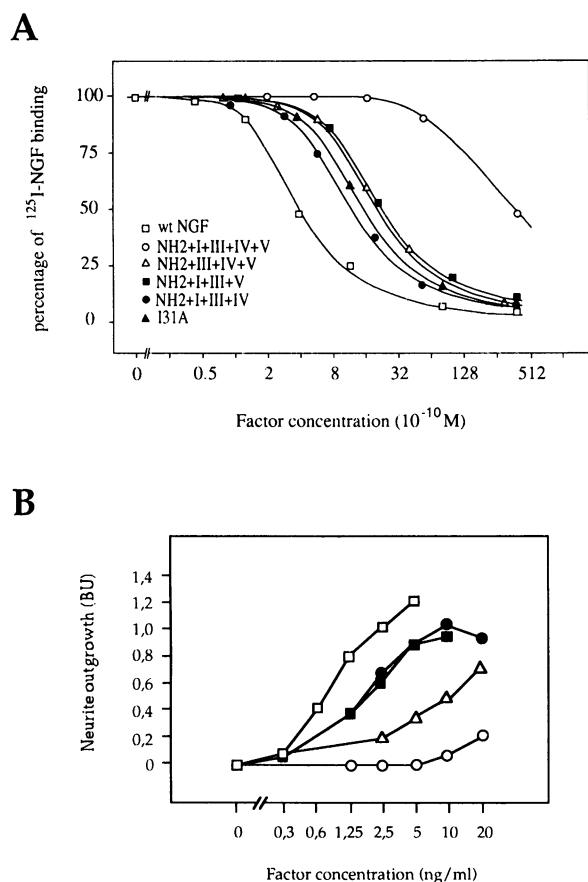 A
percentage of ¹²⁵I-NGF binding
100
75
50
25
0
wt NGF
NH2+I+III+IV+V
NH2+III+IV+V
NH2+I+III+V
NH2+I+III+IV
I31A
0 0.5 2 8 32 128 512
Factor concentration (10⁻¹⁰M)
B
Neurite outgrowth (BU)
1,4
1,2
1,0
0,8
0,6
0,4
0,2
0
0 0,3 0,6 1,25 2,5 5 10 20
Factor concentration (ng/ml)